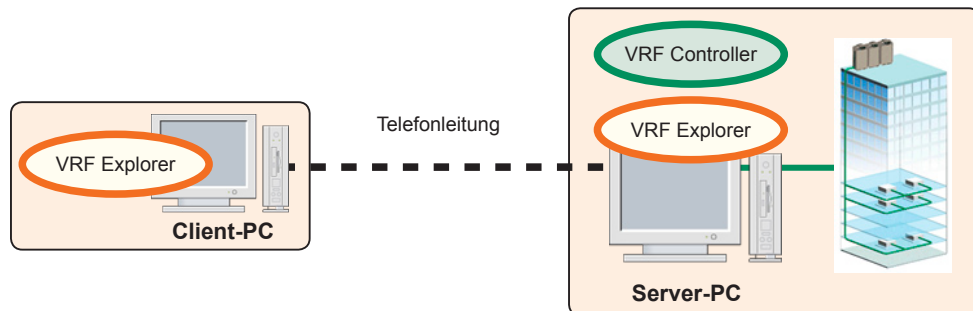 VRF Explorer
Client-PC
Telefonleitung
VRF Controller
VRF Explorer
Server-PC